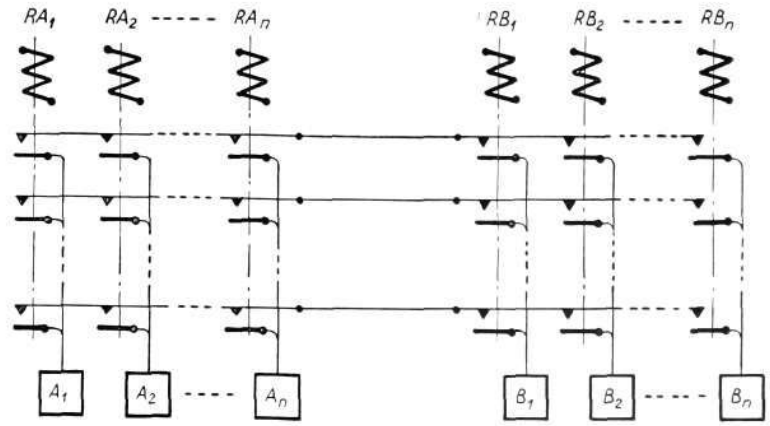 RA1 RA2 ----- RAn RB1 RB2 ----- RBn
A1 A2 ---- An B1 B2 ---- Bn